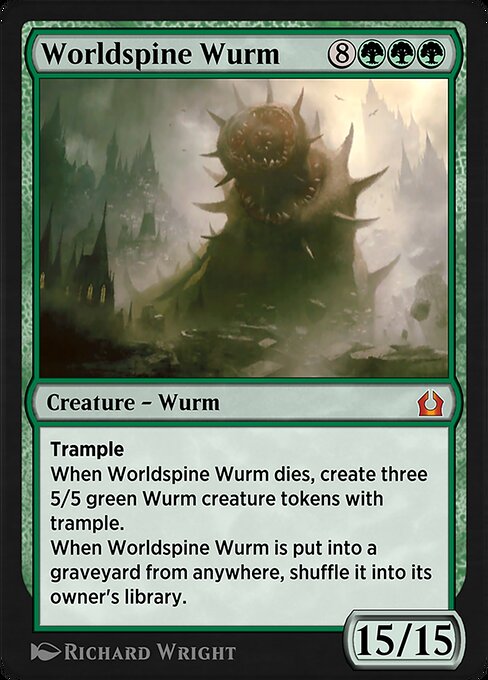 Worldspine Wurm 8
Creature – Wurm
Trample
When Worldspine Wurm dies, create three
5/5 green Wurm creature tokens with
trample.
When Worldspine Wurm is put into a
graveyard from anywhere, shuffle it into its
owner's library.
15/15
Richard Wright